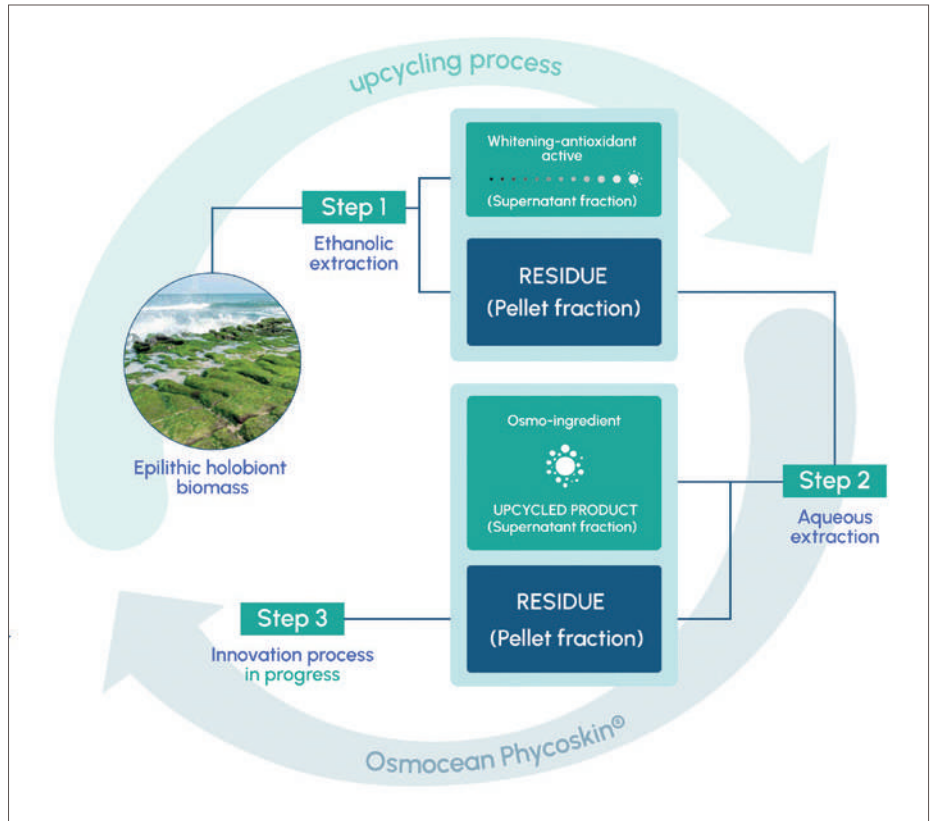 upcycling process
Whitening-antioxidant
active
(Supernatant fraction)
Step 1
Ethanolic
extraction
RESIDUE
(Pellet fraction)
Epilithic holobiont
biomass
Osmo-ingredient
UPCYCLED PRODUCT
(Supernatant fraction)
Step 2
Aqueous
extraction
RESIDUE
(Pellet fraction)
Step 3
Innovation process
in progress
Osmocean Phycoskin®